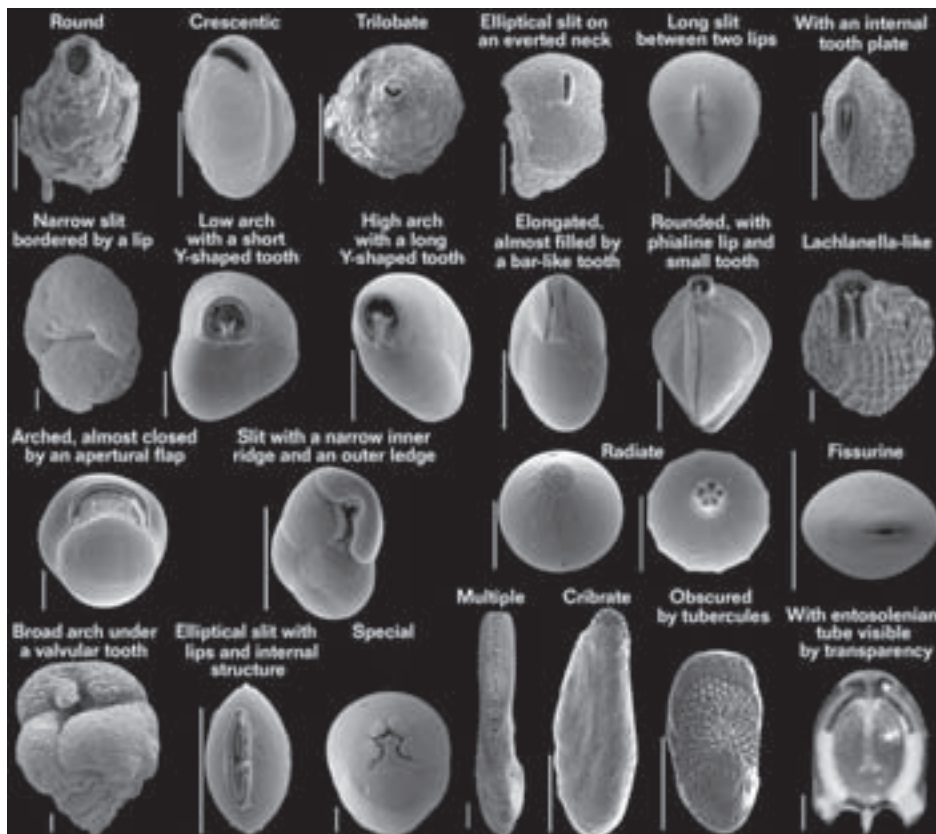 Round
Crescentic
Trilobate
Elliptical slit on
an everted neck
Long slit
between two lips
With an internal
tooth plate
Narrow slit
bordered by a lip
Low arch
with a short
Y-shaped tooth
High arch
with a long
Y-shaped tooth
Elongated,
almost filled by
a bar-like tooth
Rounded, with
phialine lip and
small tooth
Lachlanella-like
Arched, almost closed
by an apertural flap
Slit with a narrow inner
ridge and an outer ledge
Radiate
Fissurine
Broad arch under
a valvular tooth
Elliptical slit with
lips and internal
structure
Special
Multiple
Cribrate
Obscured
by tubercules
With entosolenian
tube visible
by transparency